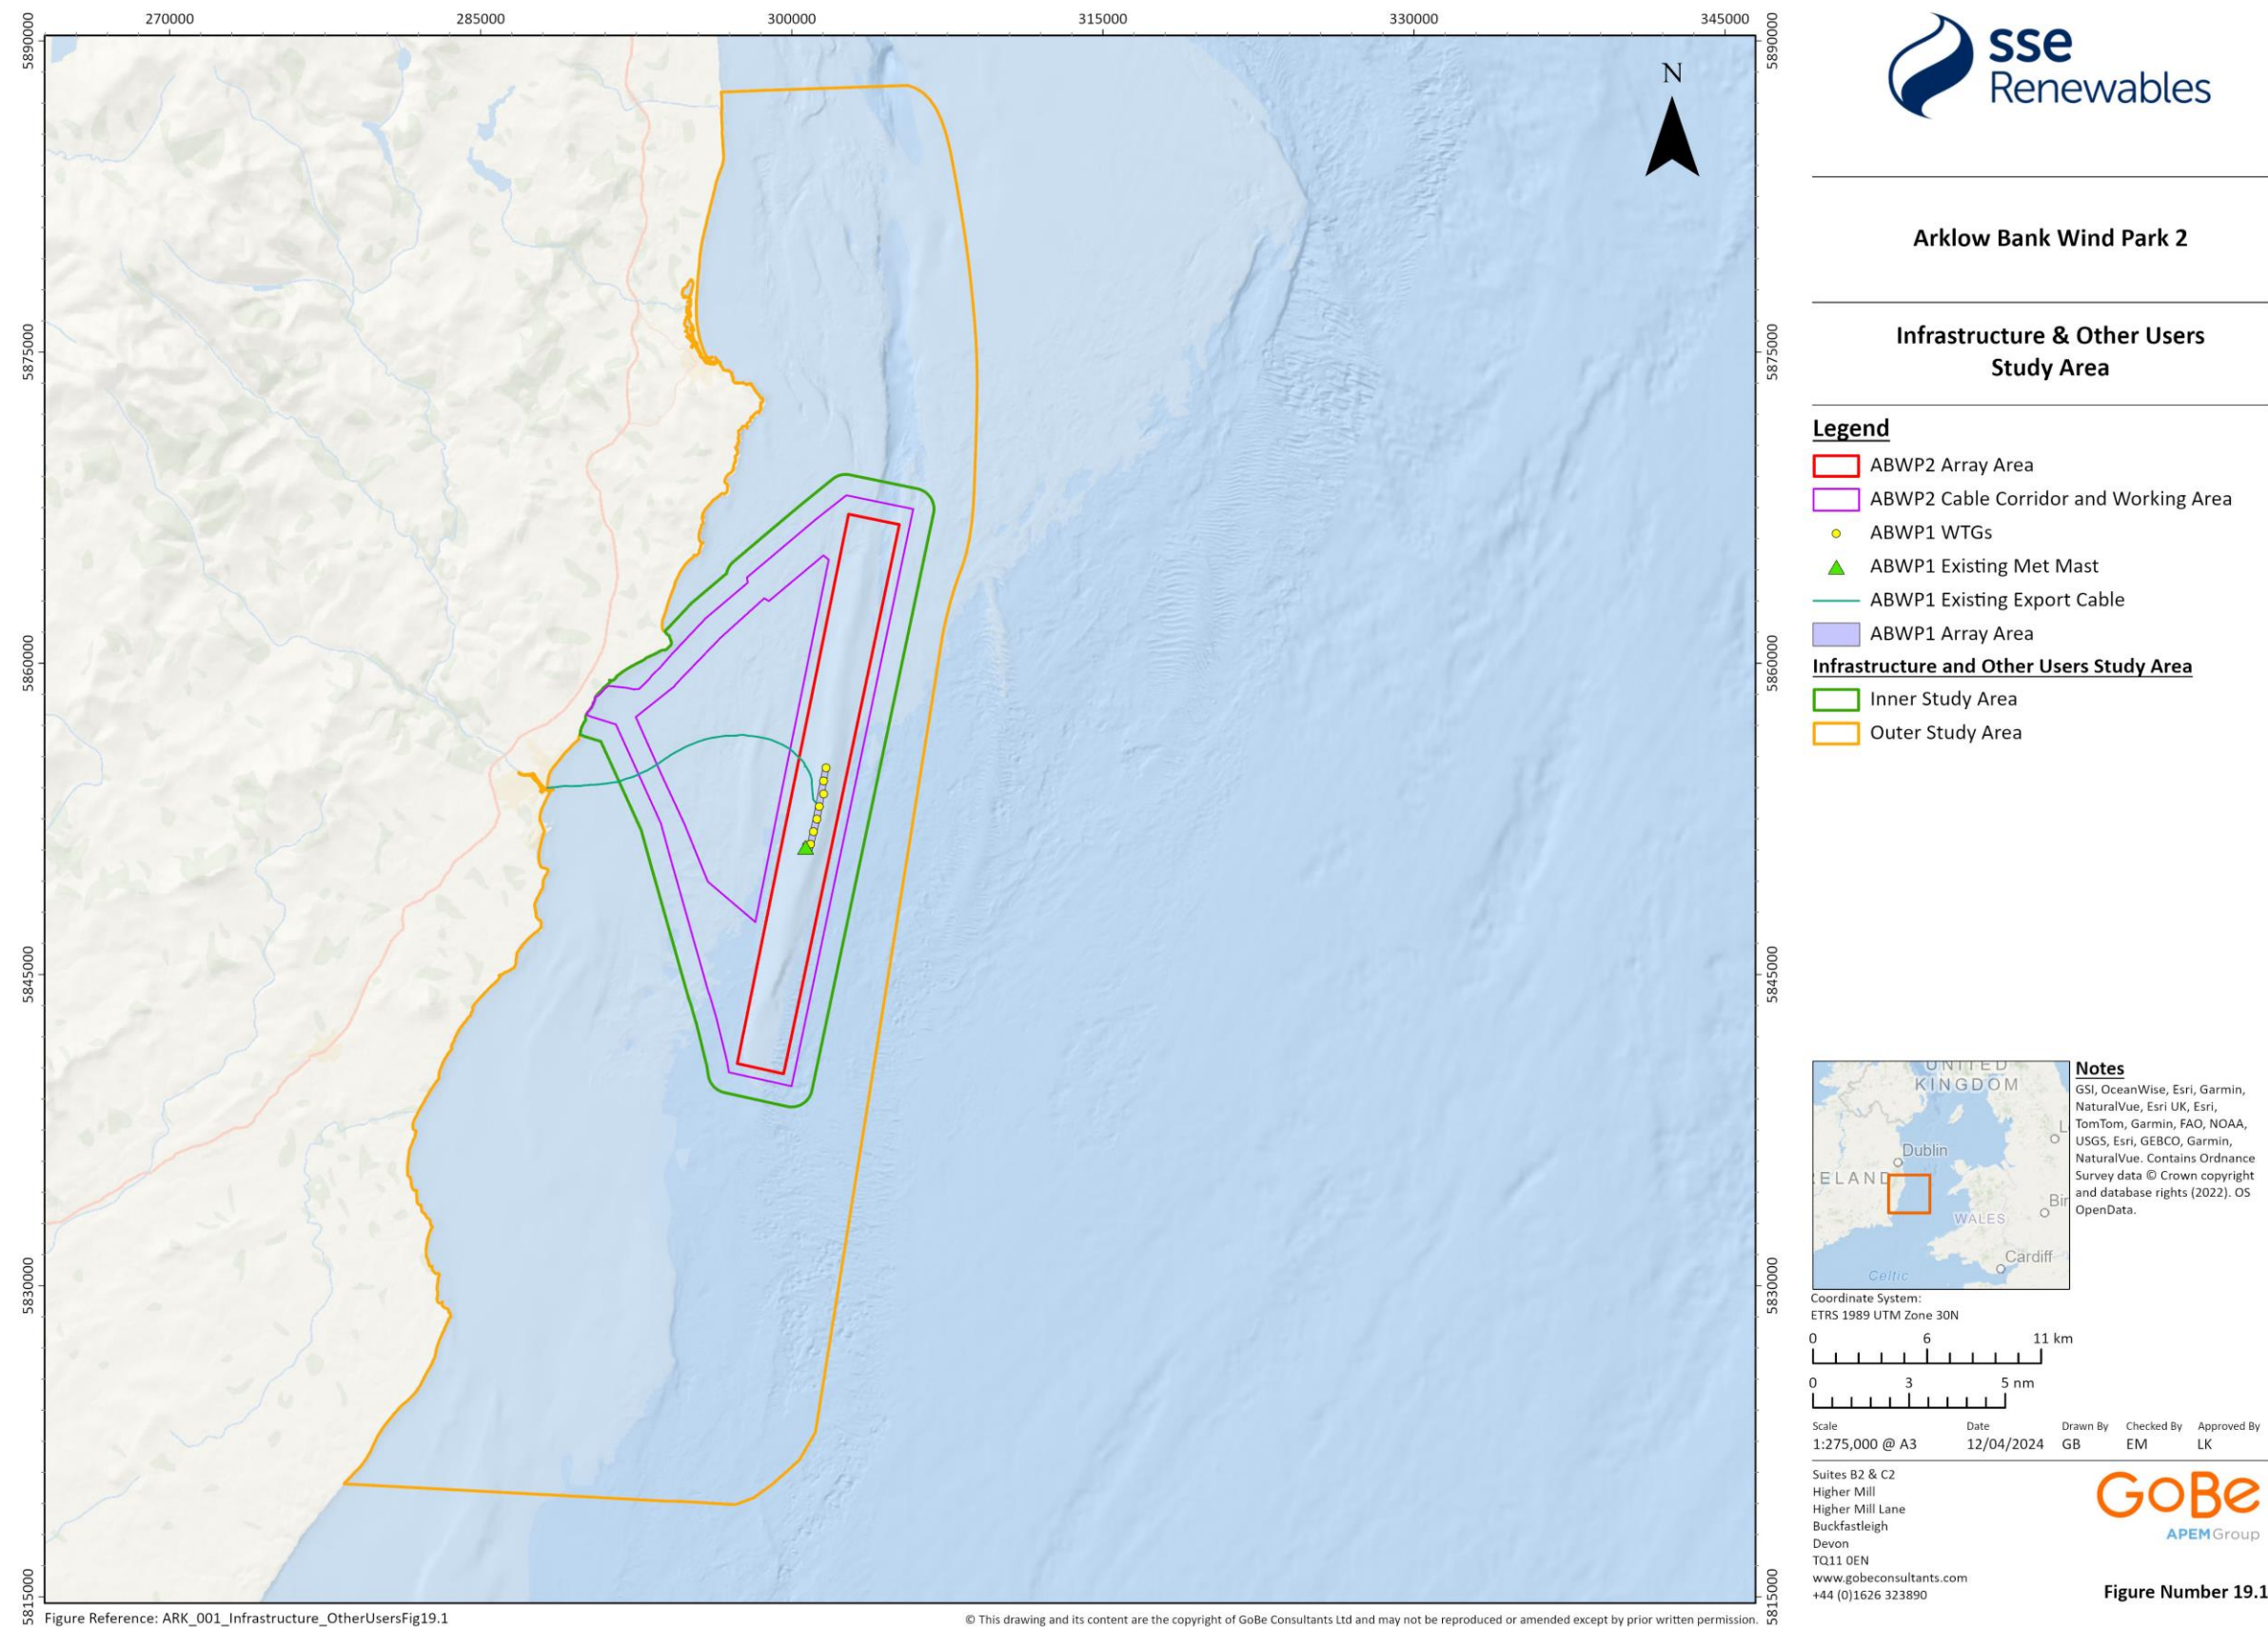 270000 285000 300000 315000 330000 345000
5890000
5875000
5860000
5845000
5830000
5815000
5890000
5875000
5860000
5845000
5830000
5815000
N
sse
Renewables
Arklow Bank Wind Park 2
Infrastructure & Other Users
Study Area
Legend
ABWP2 Array Area
ABWP2 Cable Corridor and Working Area
ABWP1 WTGs
ABWP1 Existing Met Mast
ABWP1 Existing Export Cable
ABWP1 Array Area
Infrastructure and Other Users Study Area
Inner Study Area
Outer Study Area
UNITED
KINGDOM
L
Dublin
RELAND
Bir
WALES
Cardiff
Celtic
Notes
GSI, OceanWise, Esri, Garmin,
NaturalVue, Esri UK, Esri,
TomTom, Garmin, FAO, NOAA,
USGS, Esri, GEBCO, Garmin,
NaturalVue. Contains Ordnance
Survey data © Crown copyright
and database rights (2022). OS
OpenData.
Coordinate System:
ETRS 1989 UTM Zone 30N
0 6 11 km
0 3 5 nm
Scale Date Drawn By Checked By Approved By
1:275,000 @ A3 12/04/2024 GB EM LK
Suites B2 & C2
Higher Mill
Higher Mill Lane
Buckfastleigh
Devon
TQ11 0EN
www.gobeconsultants.com
+44 (0)1626 323890
GoBe
APEMGroup
Figure Number 19.1
Figure Reference: ARK_001_Infrastructure_OtherUsersFig19.1
© This drawing and its content are the copyright of GoBe Consultants Ltd and may not be reproduced or amended except by prior written permission.